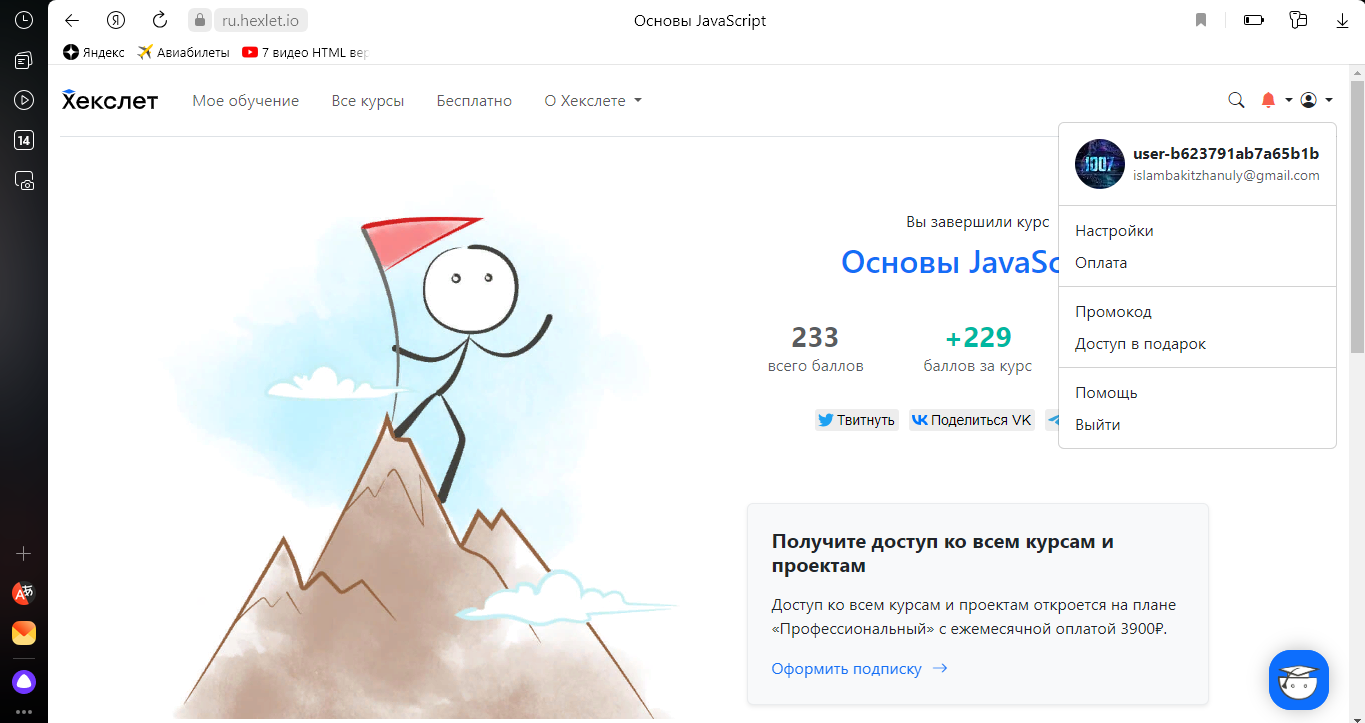 ru.hexlet.io
Основы JavaScript
Яндекс
Авиабилеты
7 видео HTML вер
14
Хекслет
Мое обучение
Все курсы
Бесплатно
О Хекслете
1007
user-b623791ab7a65b1b
islambakitzhanuly@gmail.com
Настройки
Оплата
Промокод
Доступ в подарок
Помощь
Выйти
Вы завершили курс
Основы JavaSc
233
всего баллов
+229
баллов за курс
Твитнуть
Поделиться VK
Получите доступ ко всем курсам и
проектам
Доступ ко всем курсам и проектам откроется на плане
«Профессиональный» с ежемесячной оплатой 3900₽.
Оформить подписку